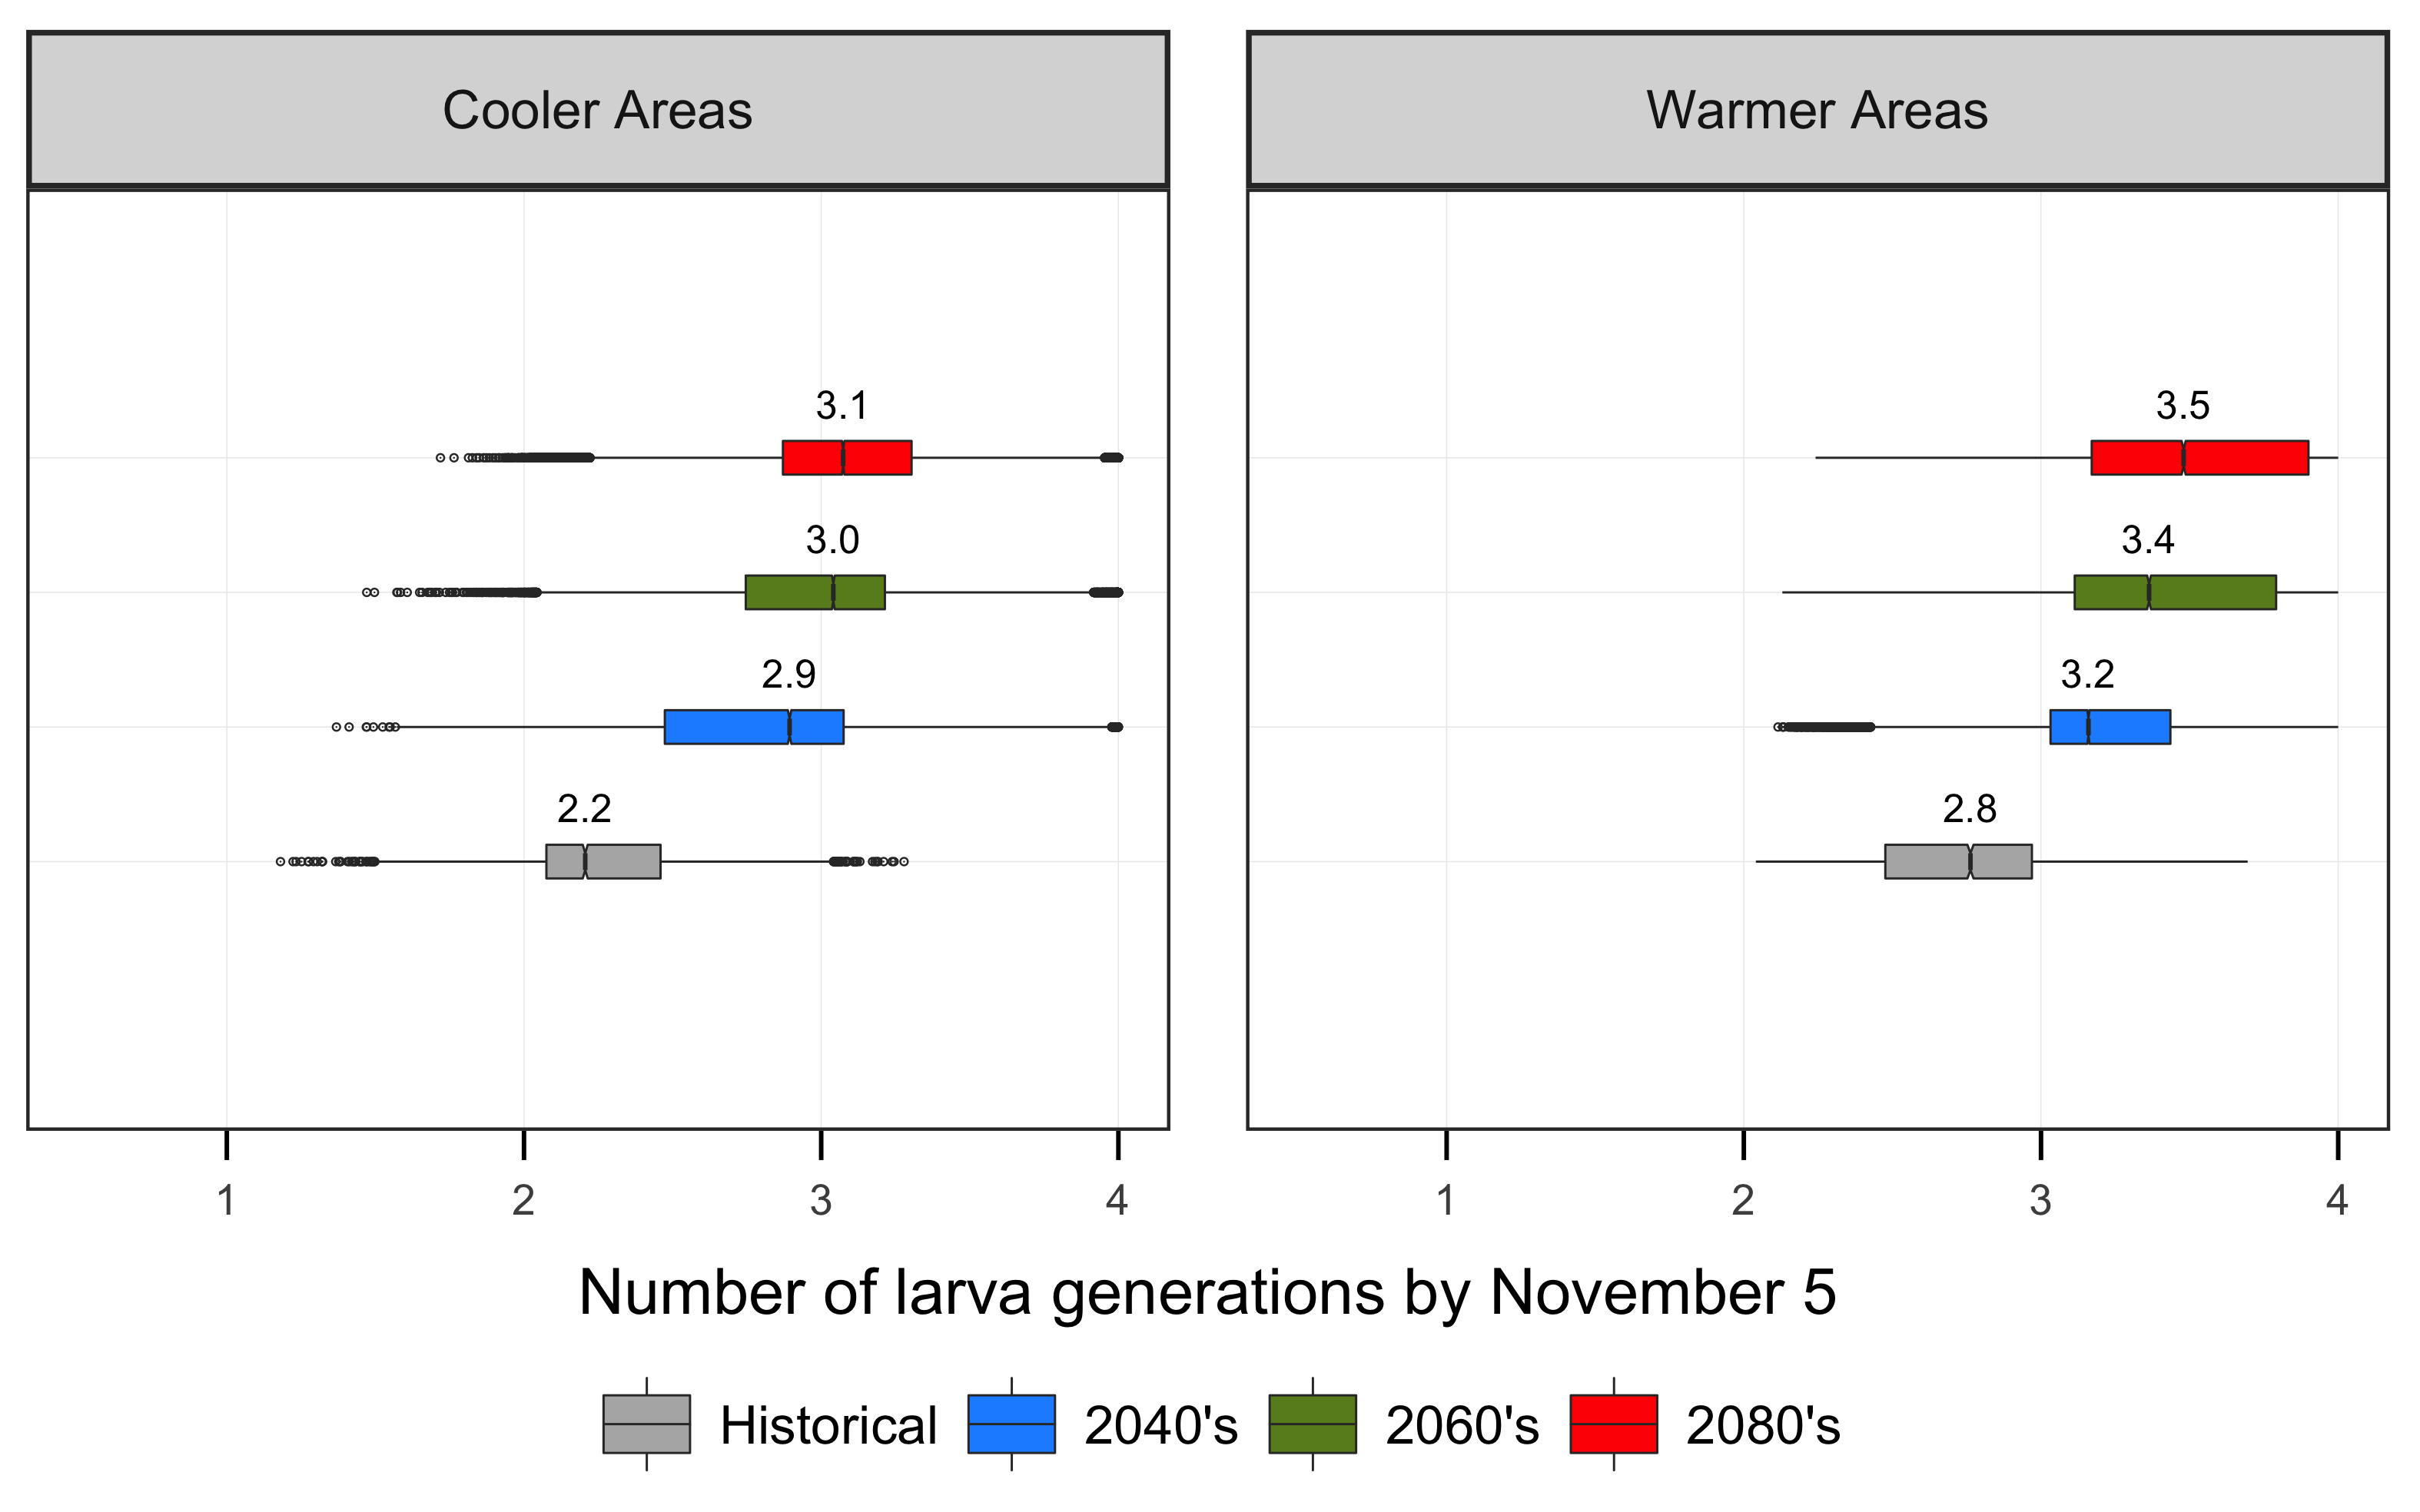 Cooler Areas
Warmer Areas
3.1
3.0
2.9
2.2
3.5
3.4
3.2
2.8
1 2 3 4
1 2 3 4
Number of larva generations by November 5
Historical 2040's 2060's 2080's